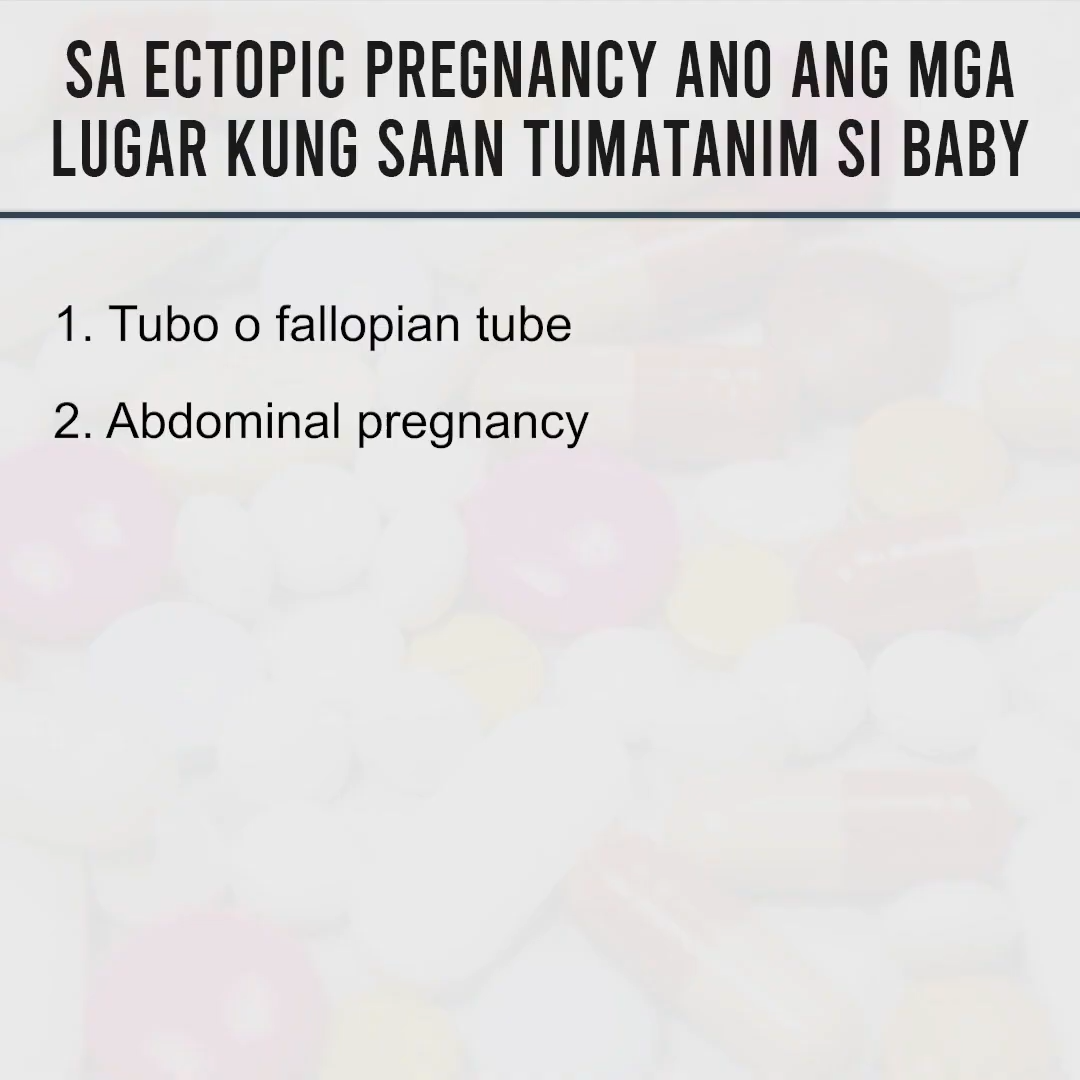 SA ECTOPIC PREGNANCY ANO ANG MGA
LUGAR KUNG SAAN TUMATANIM SI BABY
1. Tubo o fallopian tube
2. Abdominal pregnancy